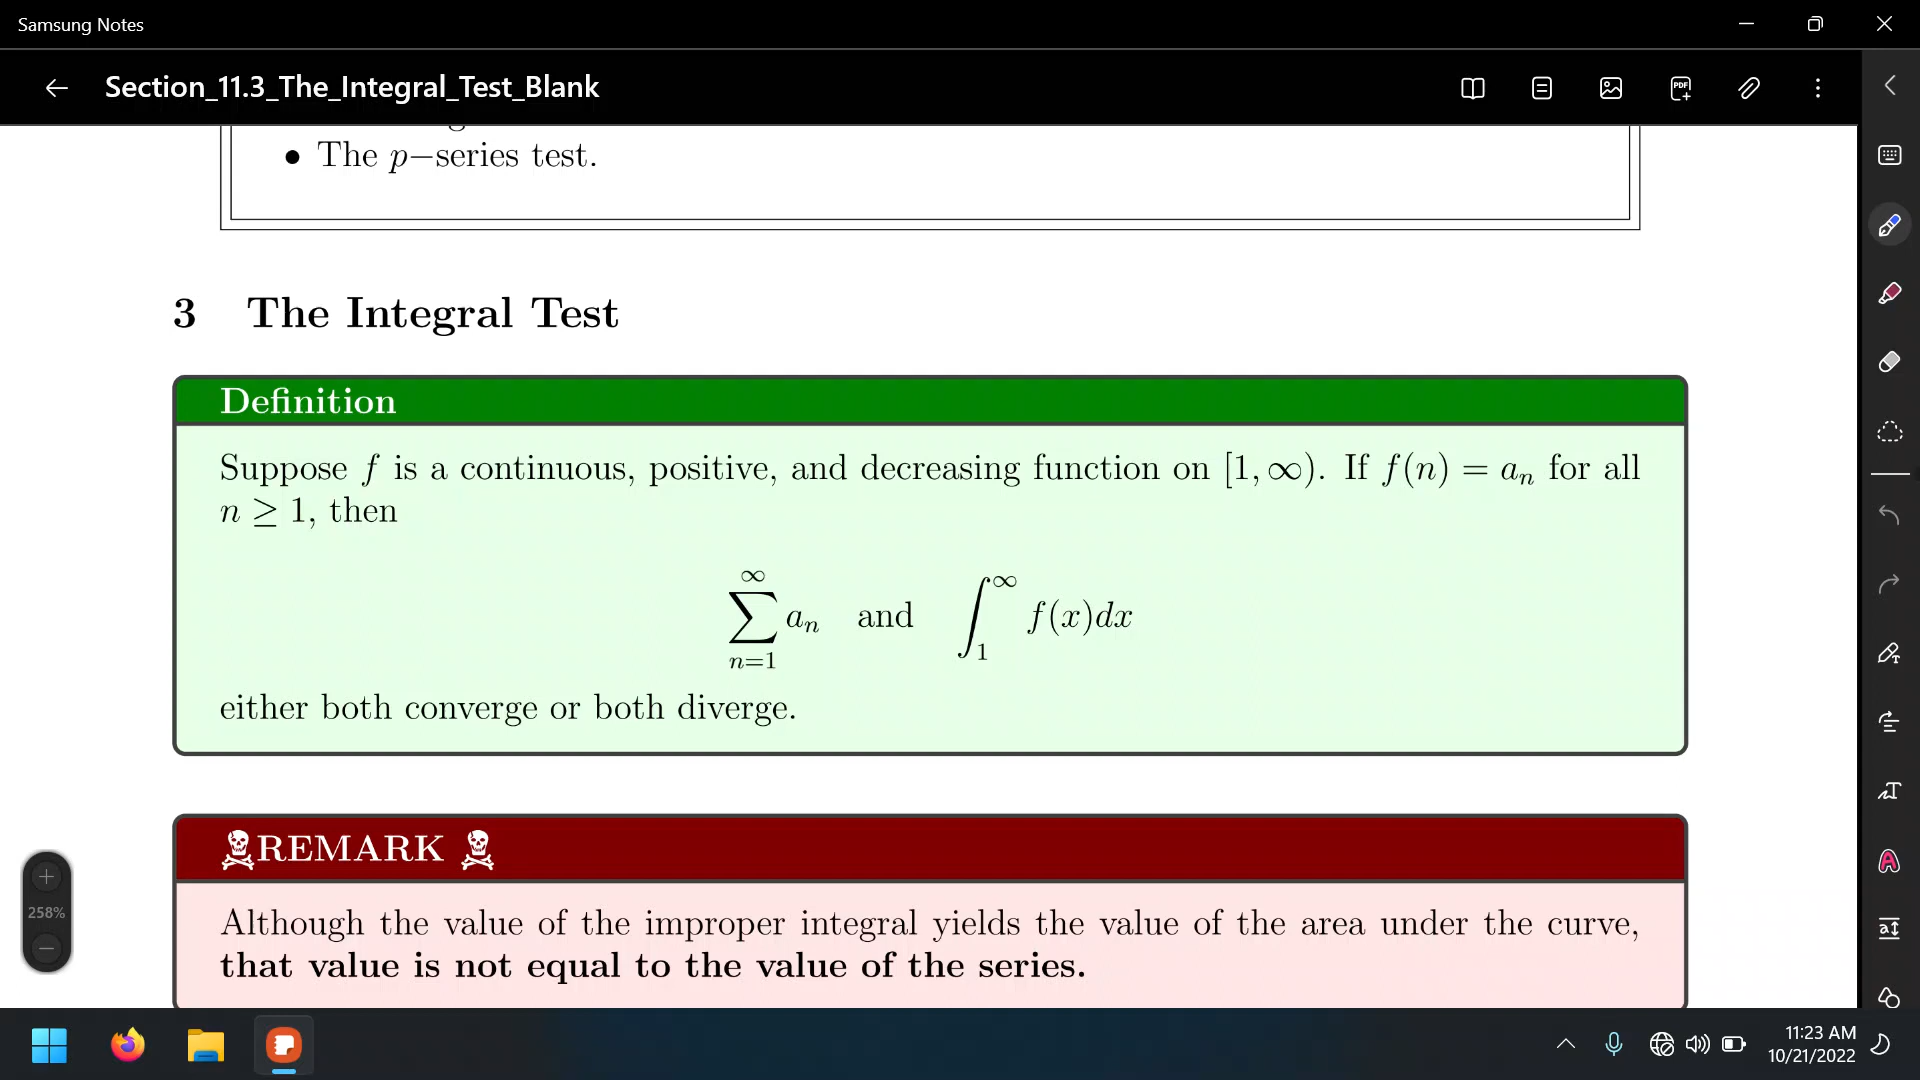 Samsung Notes
Section_11.3_The_Integral_Test_Blank
PDF
• The p−series test.
3 The Integral Test
Definition
Suppose f is a continuous, positive, and decreasing function on [1, ∞). If f(n) = aₙ for all
n ≥ 1, then
∞
∑ aₙ and ∫₁^∞ f(x)dx
n=1
either both converge or both diverge.
☠REMARK ☠
Although the value of the improper integral yields the value of the area under the curve,
that value is not equal to the value of the series.
258%
11:23 AM
10/21/2022